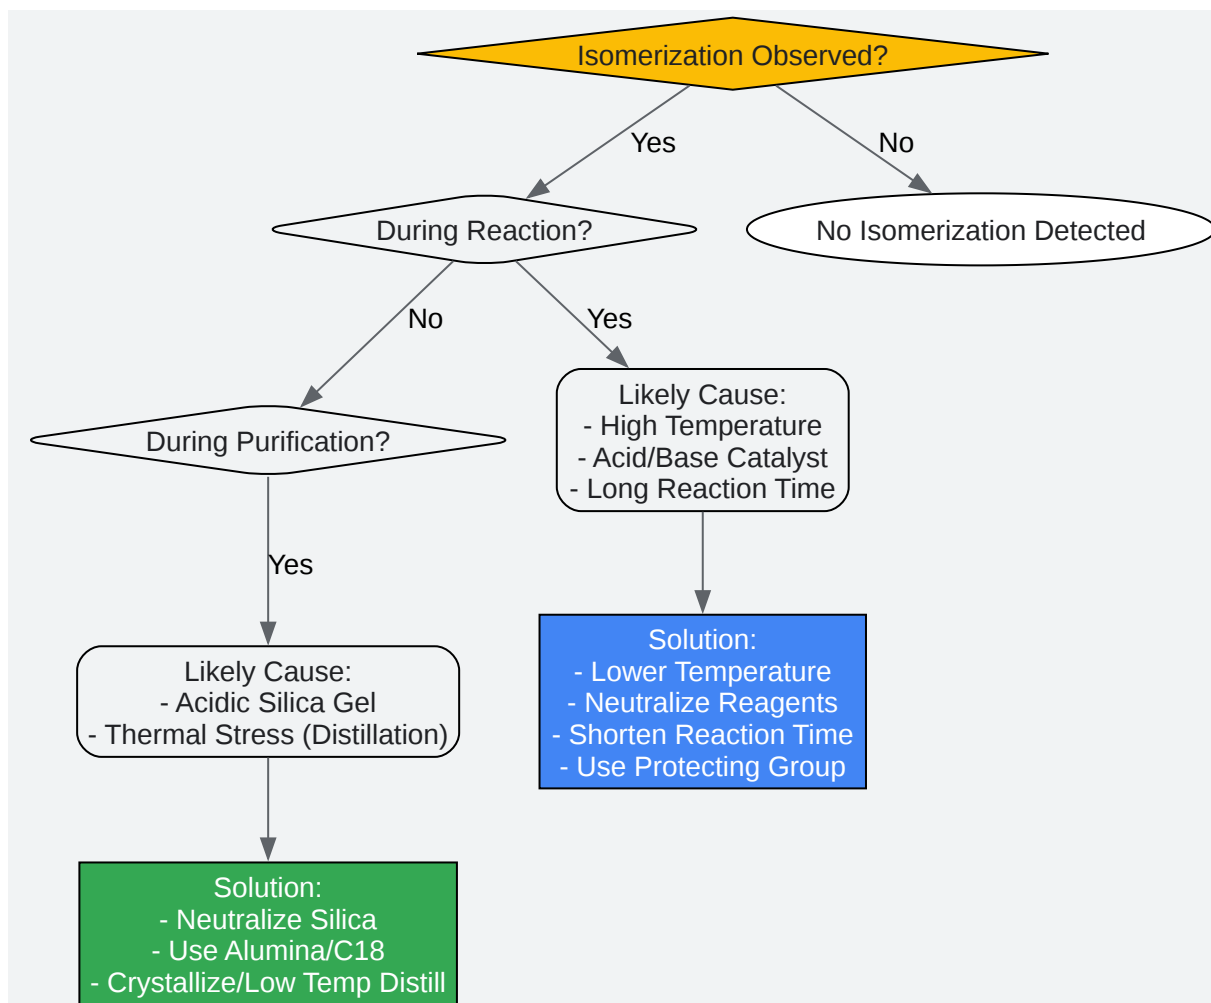 Isomerization Observed?
Yes
No
During Reaction?
No Isomerization Detected
No
Yes
Likely Cause:
- High Temperature
- Acid/Base Catalyst
- Long Reaction Time
During Purification?
Yes
Solution:
- Lower Temperature
- Neutralize Reagents
- Shorten Reaction Time
- Use Protecting Group
Likely Cause:
- Acidic Silica Gel
- Thermal Stress (Distillation)
Solution:
- Neutralize Silica
- Use Alumina/C18
- Crystallize/Low Temp Distill